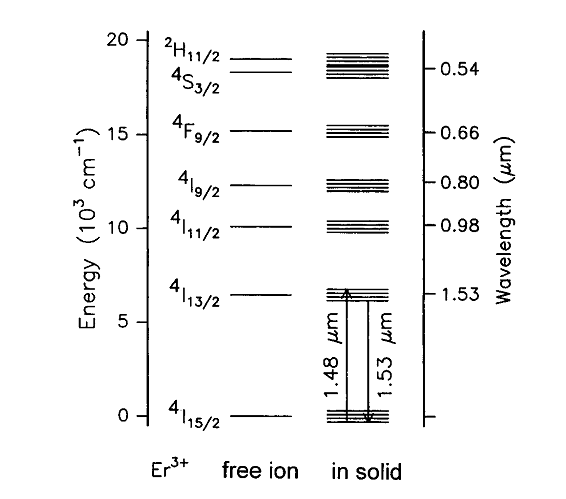 20
15
10
5
0
Energy (10³ cm⁻¹)
²H₁₁/₂
⁴S₃/₂
⁴F₉/₂
⁴I₉/₂
⁴I₁₁/₂
⁴I₁₃/₂
⁴I₁₅/₂
1.48 μm
1.53 μm
0.54
0.66
0.80
0.98
1.53
Wavelength (μm)
Er³⁺ free ion in solid